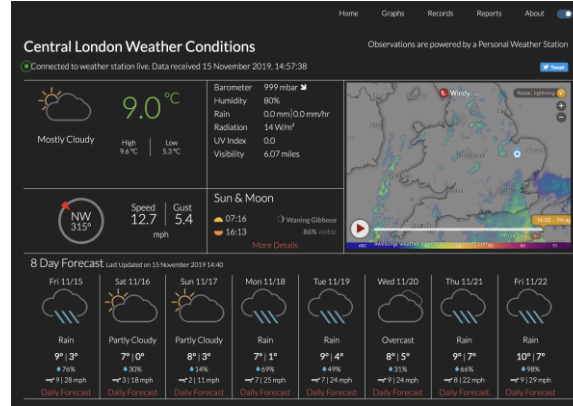 Home Graphs Records Reports About
Central London Weather Conditions
Observations are powered by a Personal Weather Station
Connected to weather station live, Data received 15 November 2019, 14:57:38
Tweet
9.0 °C
Mostly Cloudy
High Low
9.6 °C 5.3 °C
Barometer 999 mbar
Humidity 80%
Rain 0.0 mm|0.0 mm/hr
Radiation 14 W/m²
UV Index 0.0
Visibility 6.07 miles
Windy
Radar, lightning
NW
315°
Speed Gust
12.7 5.4
mph
Sun & Moon
07:16 Waning Gibbous
16:13 86% visible
More Details
Awesome weather
8 Day Forecast Last Updated on 15 November 2019 14:40
Fri 11/15 Sat 11/16 Sun 11/17 Mon 11/18 Tue 11/19 Wed 11/20 Thu 11/21 Fri 11/22
Rain Partly Cloudy Partly Cloudy Rain Rain Overcast Rain Rain
9° | 3° 7° | 0° 8° | 3° 7° | 1° 9° | 4° 8° | 5° 9° | 7° 10° | 7°
76% 30% 14% 69% 49% 31% 66% 98%
9 | 28 mph 3 | 18 mph 2 | 11 mph 7 | 25 mph 7 | 24 mph 9 | 24 mph 8 | 22 mph 9 | 29 mph
Daily Forecast Daily Forecast Daily Forecast Daily Forecast Daily Forecast Daily Forecast Daily Forecast Daily Forecast